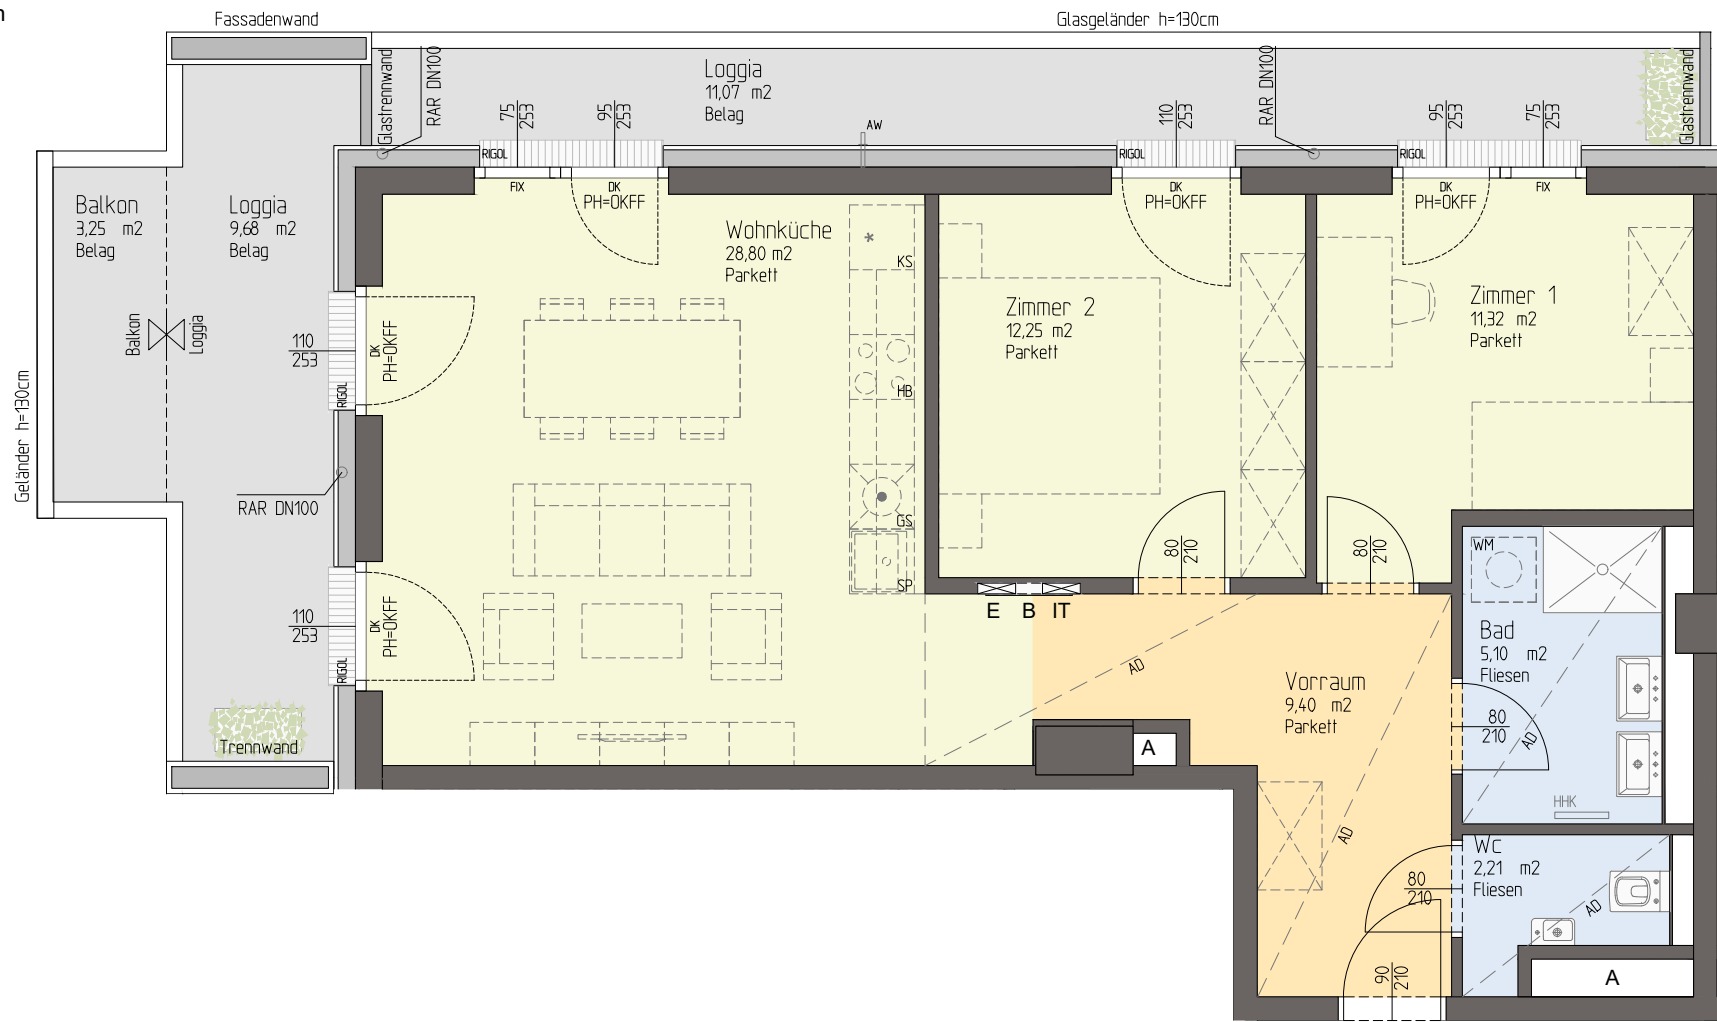 n
Fassadenwand
Glasgeländer h=130cm
Glastrennwand
RAR DN100
Loggia
11,07 m2
Belag
RAR DN100
Glastrennwand
75
253
95
253
AW
110
253
95
253
75
253
RIGOL
RIGOL
RIGOL
FIX
DK
PH=OKFF
DK
PH=OKFF
DK
PH=OKFF
FIX
Balkon
3,25 m2
Belag
Loggia
9,68 m2
Belag
Wohnküche
28,80 m2
Parkett
KS
HB
GS
SP
Zimmer 2
12,25 m2
Parkett
Zimmer 1
11,32 m2
Parkett
Balkon
Loggia
Geländer h=130cm
110
253
RIGOL
DK
PH=OKFF
RAR DN100
110
253
RIGOL
DK
PH=OKFF
Trennwand
80
210
80
210
E B IT
AD
A
Vorraum
9,40 m2
Parkett
AD
WM
Bad
5,10 m2
Fliesen
80
210
AD
HHK
WC
2,21 m2
Fliesen
80
210
AD
90
210
A